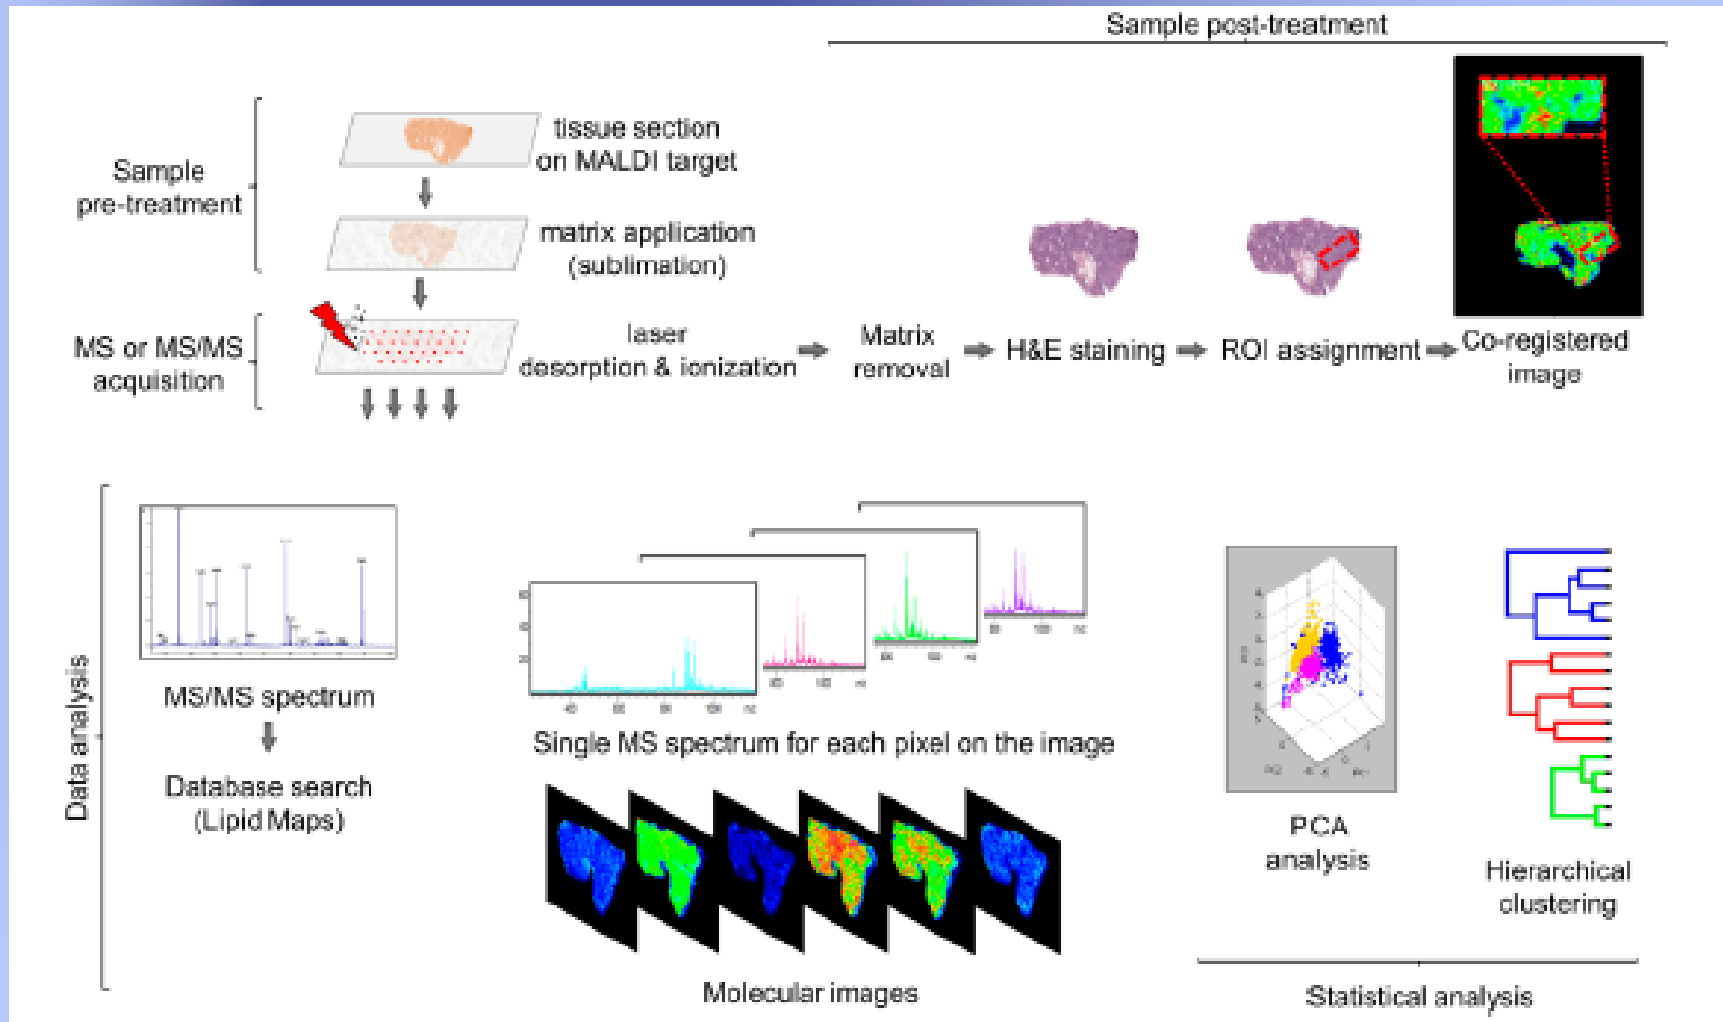 Sample post-treatment
Sample
pre-treatment
tissue section
on MALDI target
matrix application
(sublimation)
MS or MS/MS
acquisition
laser
desorption & ionization
Matrix
removal
H&E staining
ROI assignment
Co-registered
image
Data analysis
MS/MS spectrum
Database search
(Lipid Maps)
Single MS spectrum for each pixel on the image
Molecular images
PCA
analysis
Hierarchical
clustering
Statistical analysis